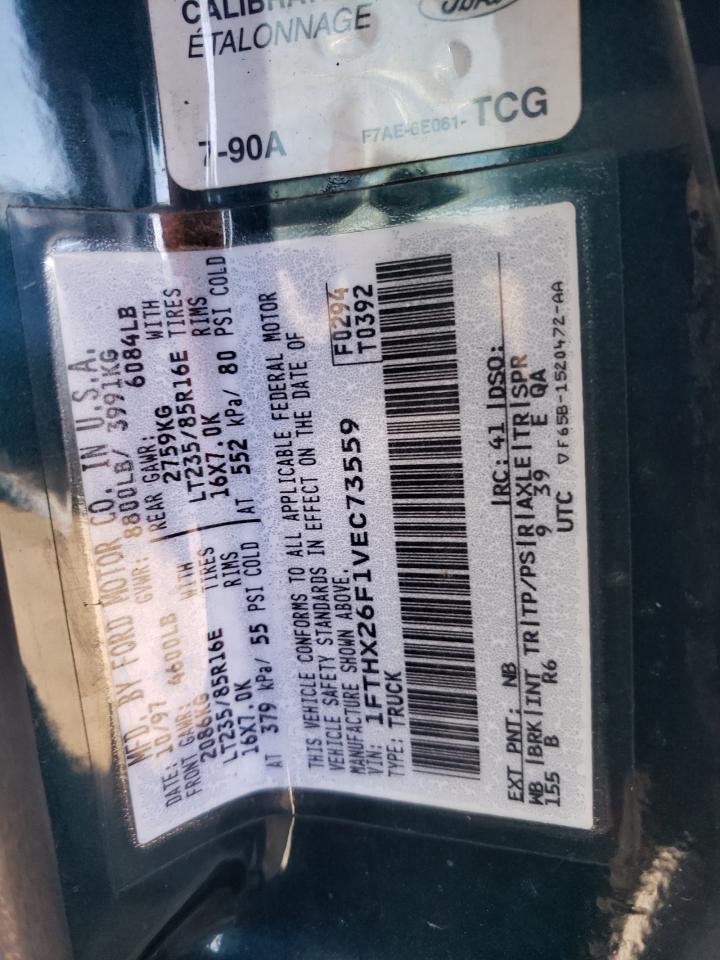 CALIBRA
ÉTALONNAGE
Ford
7-90A F7AE-6E061- TCG
MFD. BY FORD MOTOR CO. IN U.S.A.
DATE: 10/97 GVWR: 8800LB/ 3991KG
FRONT GAWR: 4600LB REAR GAWR: 6084LB
2086KG WITH 2759KG WITH
LT235/85R16E TIRES LT235/85R16E TIRES
16X7.0K RIMS 16X7.0K RIMS
AT 379 kPa/ 55 PSI COLD AT 552 kPa/ 80 PSI COLD
THIS VEHICLE CONFORMS TO ALL APPLICABLE FEDERAL MOTOR
VEHICLE SAFETY STANDARDS IN EFFECT ON THE DATE OF
MANUFACTURE SHOWN ABOVE.
VIN: 1FTHX26F1VEC73559 F0294
TYPE: TRUCK T0392
EXT PNT: NB RC: 41 DSO:
WB BRK INT TR TP/PS R AXLE TR SPR
155 B R6 9 39 E QA
UTC ▽ F65B-1520472-AA